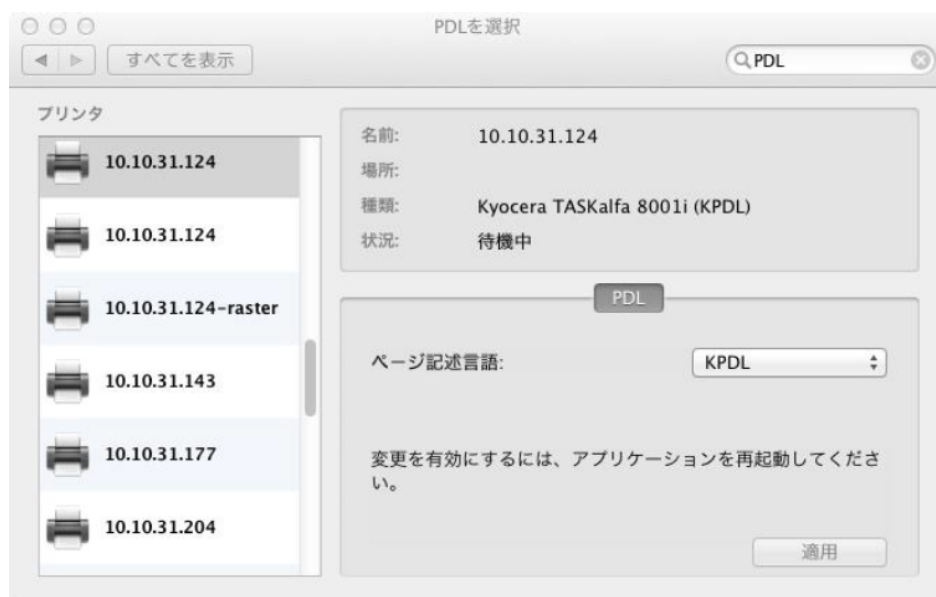 PDLを選択
すべてを表示
PDL
プリンタ
10.10.31.124
10.10.31.124
10.10.31.124-raster
10.10.31.143
10.10.31.177
10.10.31.204
名前: 10.10.31.124
場所:
種類: Kyocera TASKalfa 8001i (KPDL)
状況: 待機中
PDL
ページ記述言語: KPDL
変更を有効にするには、アプリケーションを再起動してくださ
い。
適用